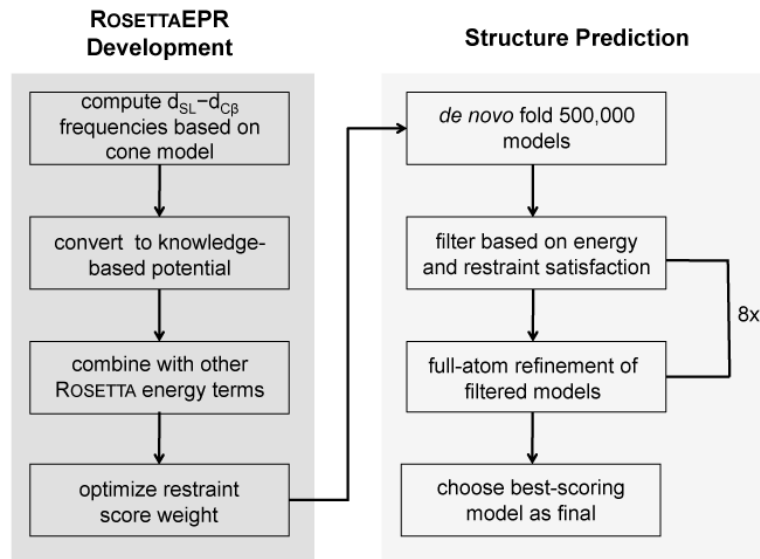 ROSETTAEPR
Development
compute dSL−dCβ
frequencies based on
cone model
convert to knowledge-
based potential
combine with other
ROSETTA energy terms
optimize restraint
score weight
Structure Prediction
de novo fold 500,000
models
filter based on energy
and restraint satisfaction
8x
full-atom refinement of
filtered models
choose best-scoring
model as final